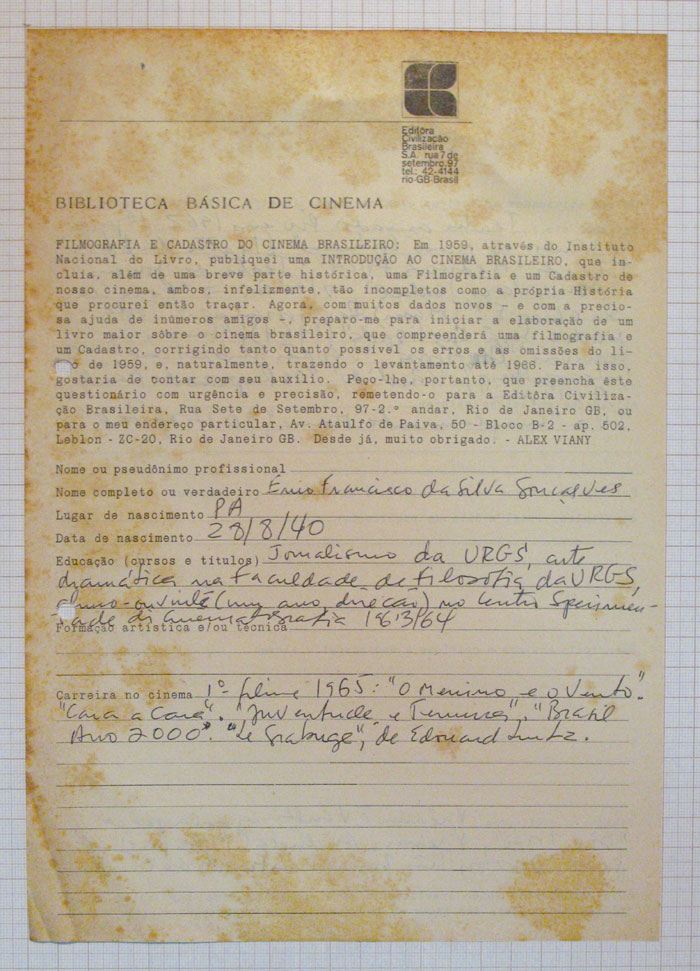 Editôra
Civilização
Brasileira
S.A. rua 7 de
setembro, 97
tel.: 42-4144
rio-GB-Brasil
BIBLIOTECA BÁSICA DE CINEMA
FILMOGRAFIA E CADASTRO DO CINEMA BRASILEIRO: Em 1959, através do Instituto
Nacional do Livro, publiquei uma INTRODUÇÃO AO CINEMA BRASILEIRO, que in-
cluia, além de uma breve parte histórica, uma Filmografia e um Cadastro de
nosso cinema, ambos, infelizmente, tão incompletos como a própria História
que procurei então traçar. Agora, com muitos dados novos - e com a precio-
sa ajuda de inúmeros amigos -, preparo-me para iniciar a elaboração de um
livro maior sôbre o cinema brasileiro, que compreenderá uma filmografia e
um Cadastro, corrigindo tanto quanto possivel os erros e as omissões do li-
o de 1959, e, naturalmente, trazendo o levantamento até 1968. Para isso,
gostaria de contar com seu auxílio. Peço-lhe, portanto, que preencha êste
questionário com urgência e precisão, remetendo-o para a Editôra Civiliza-
ção Brasileira, Rua Sete de Setembro, 97-2.º andar, Rio de Janeiro GB, ou
para o meu endereço particular, Av. Ataulfo de Paiva, 50 - Bloco B-2 - ap. 502,
Leblon - ZC-20, Rio de Janeiro GB. Desde já, muito obrigado. - ALEX VIANY
Nome ou pseudônimo profissional
Nome completo ou verdadeiro Ênio Francisco da Silva Gonçalves
Lugar de nascimento PA
Data de nascimento 28/8/40
Educação (cursos e títulos) Jornalismo da URGS, arte
dramática na Faculdade de Filosofia da URGS,
como ouvinte (um ano, direção) no Centro Sperimen-
tale di Cinematografia 1963/64
Formação artística e/ou técnica
Carreira no cinema 1º filme 1965: "O Menino e o Vento".
"Cara a Cara". "Juventude e Ternura". "Brasil
Ano 2000". "Le Grabuge", de Edouard Luntz.